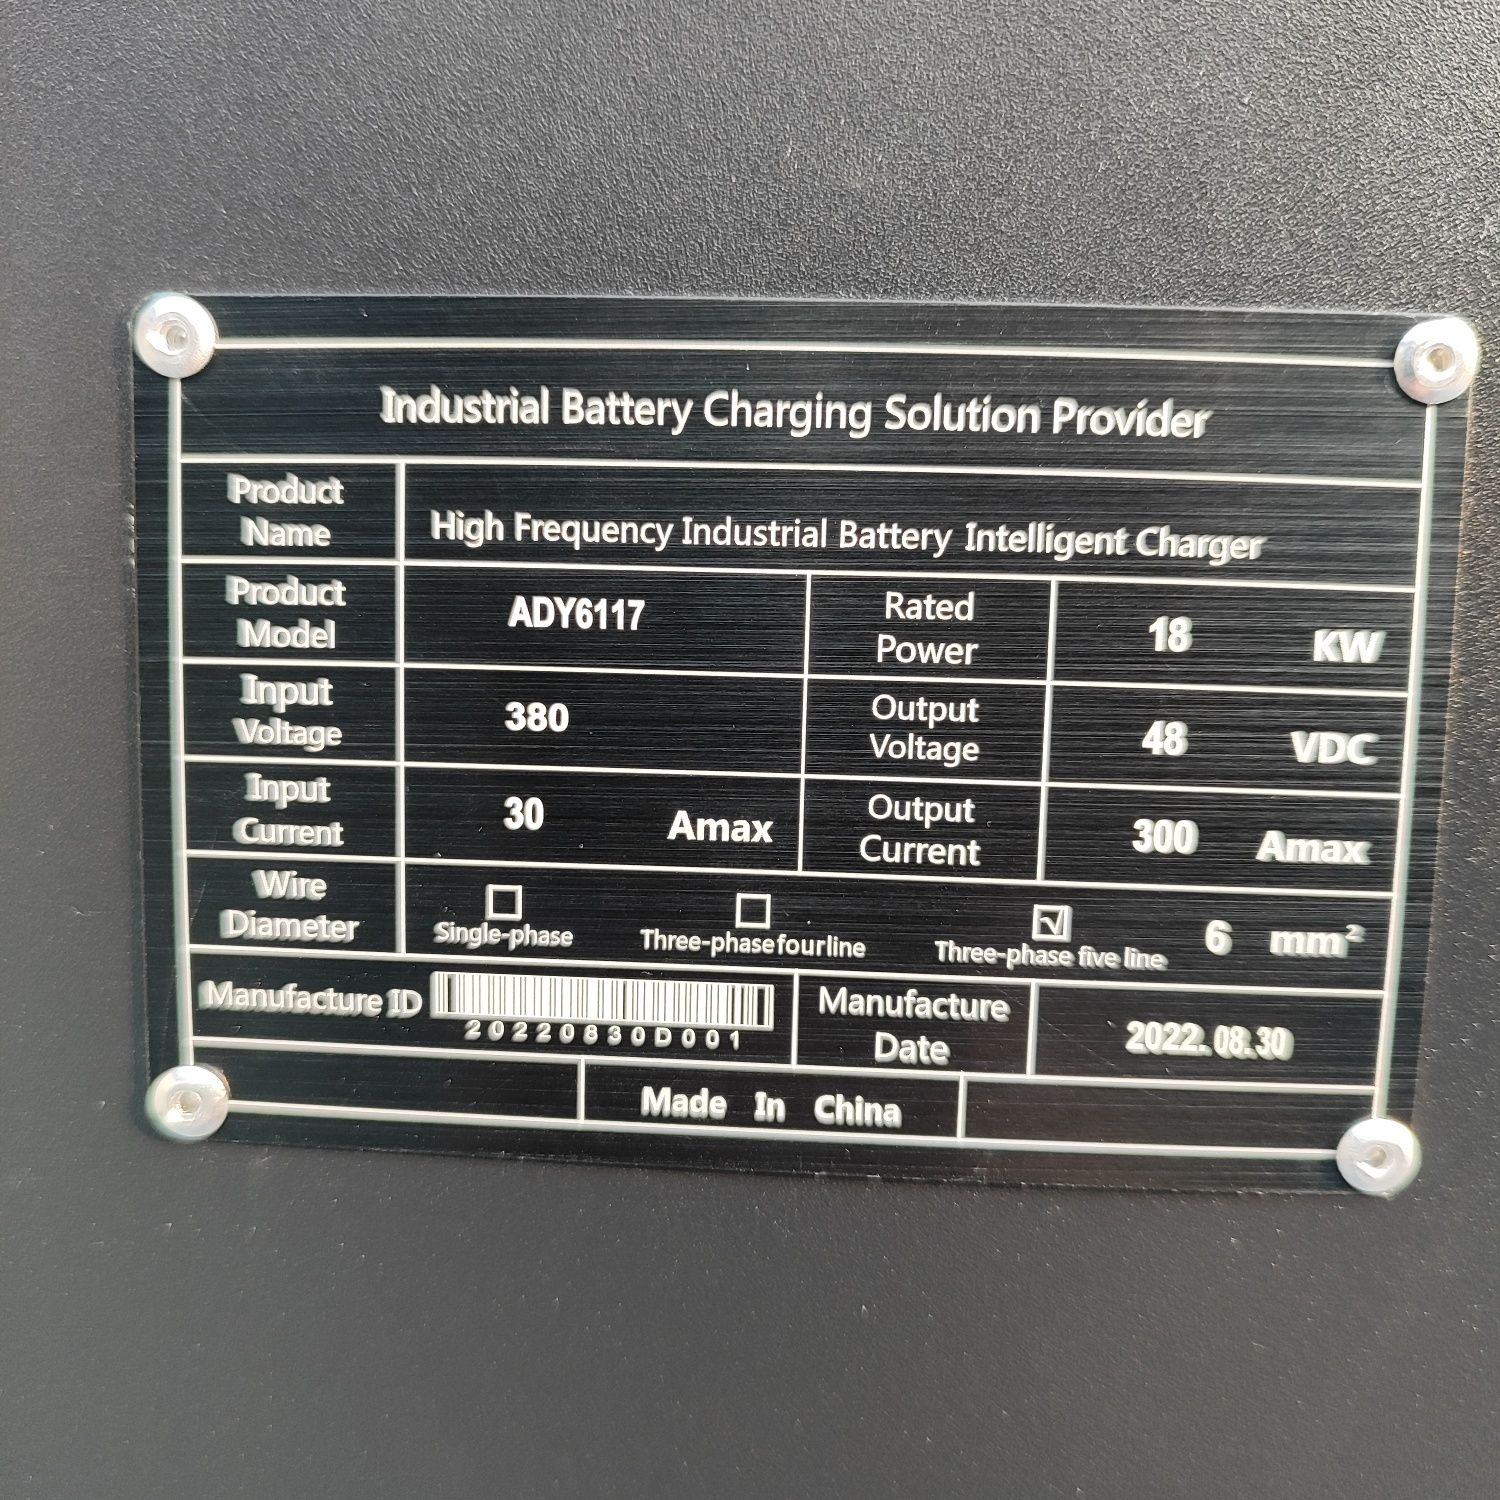 Industrial Battery Charging Solution Provider
Product
Name
High Frequency Industrial Battery Intelligent Charger
Product
Model
ADY6117
Rated
Power
18 KW
Input
Voltage
380
Output
Voltage
48 VDC
Input
Current
30 Amax
Output
Current
300 Amax
Wire
Diameter
Single-phase
Three-phase four line
Three-phase five line
6 mm²
Manufacture ID
20220830D001
Manufacture
Date
2022.08.30
Made In China